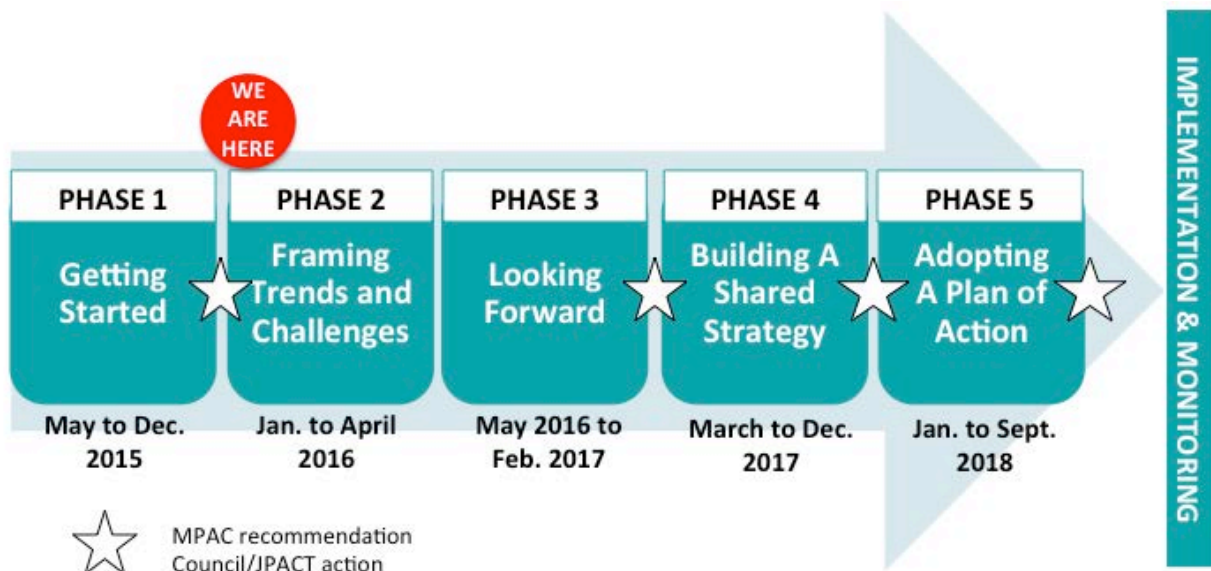 WE
ARE
HERE
PHASE 1
Getting
Started
May to Dec.
2015
PHASE 2
Framing
Trends and
Challenges
Jan. to April
2016
PHASE 3
Looking
Forward
May 2016 to
Feb. 2017
PHASE 4
Building A
Shared
Strategy
March to Dec.
2017
PHASE 5
Adopting
A Plan of
Action
Jan. to Sept.
2018
IMPLEMENTATION & MONITORING
MPAC recommendation
Council/JPACT action